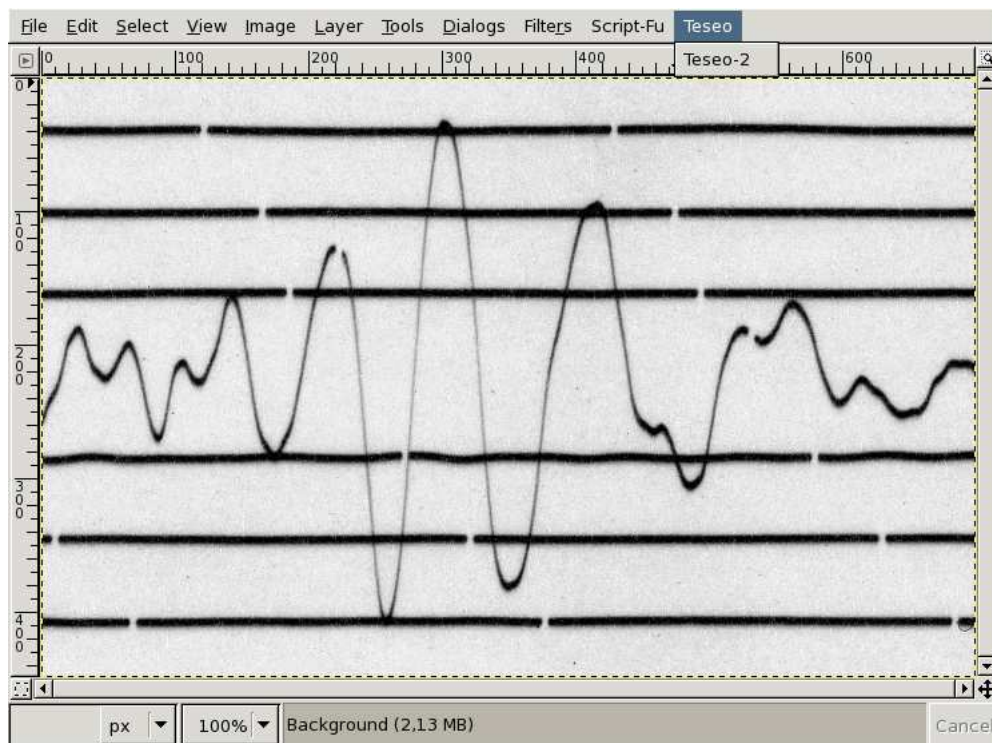 File Edit Select View Image Layer Tools Dialogs Filters Script-Fu Teseo
Teseo-2
0 100 200 300 400 600
0
100
200
300
400
px 100% Background (2,13 MB) Cancel